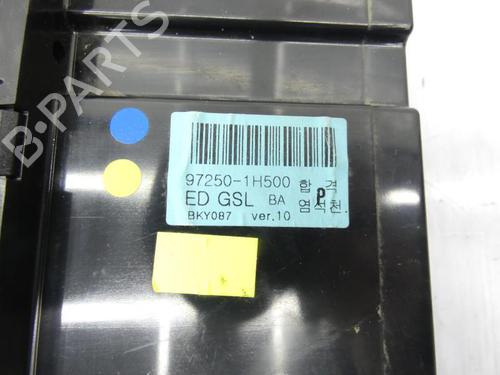 B-PARTS
97250-1H500 합 격
ED GSL BA P
BKY087 ver.10 염석천